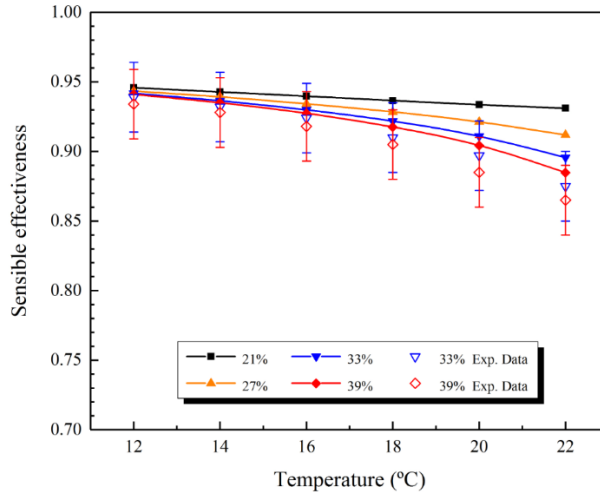 1.00
0.95
0.90
0.85
0.80
0.75
0.70
Sensible effectiveness
21% 33% 33% Exp. Data
27% 39% 39% Exp. Data
12 14 16 18 20 22
Temperature (ºC)